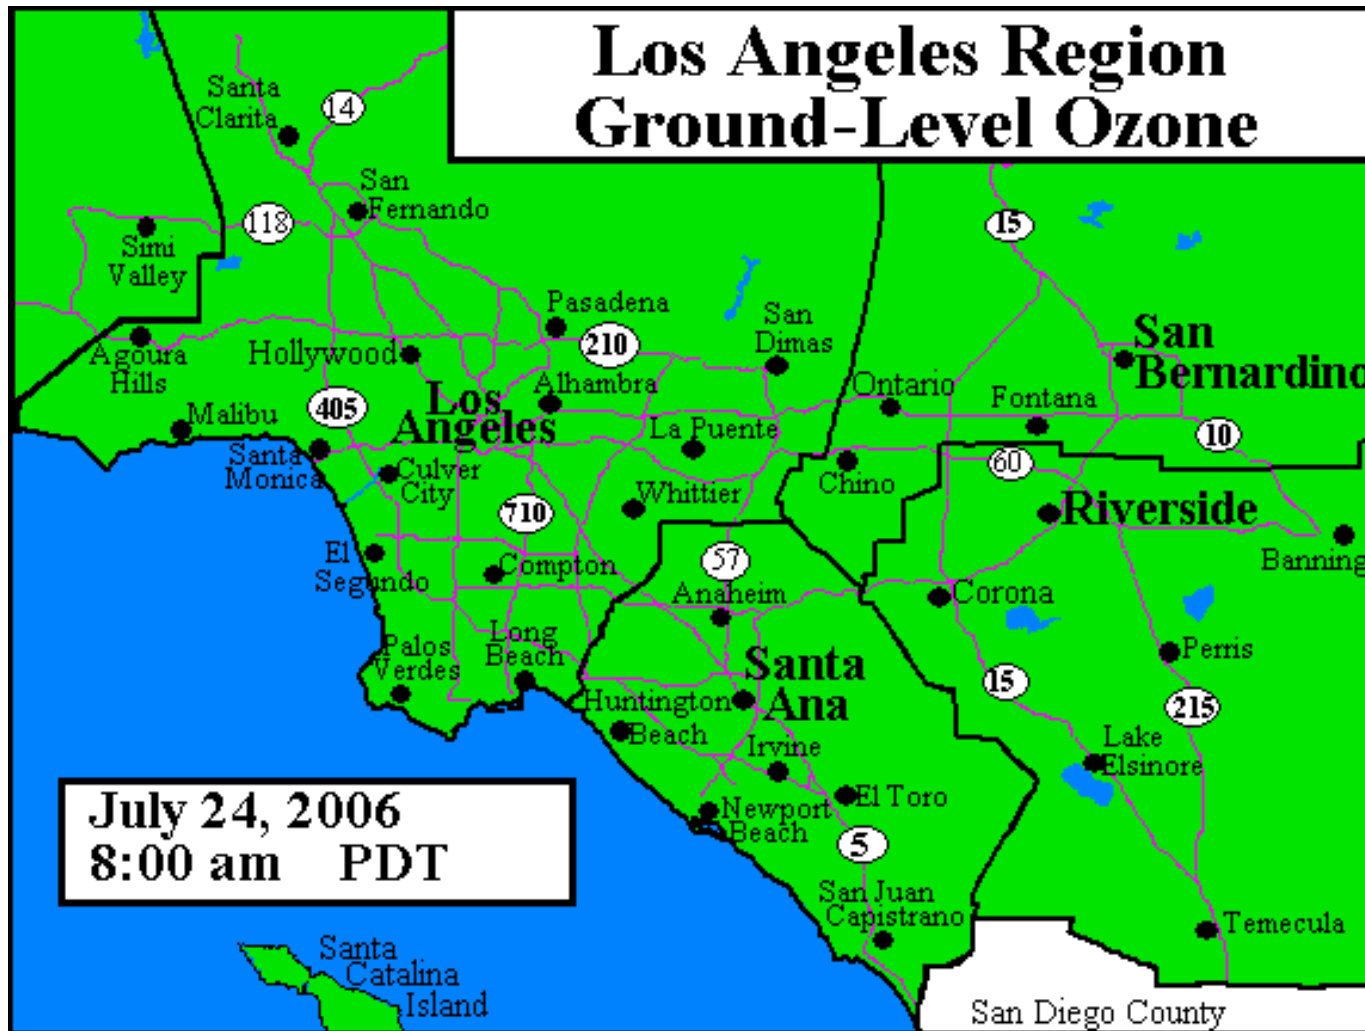 Los Angeles Region
Ground-Level Ozone
Santa
Clarita
14
San
Fernando
118
15
Simi
Valley
Pasadena
San
Dimas
210
San
Bernardino
Agoura
Hills
Hollywood
Alhambra
Ontario
Fontana
405
Los
Angeles
Malibu
La Puente
10
Santa
Monica
Culver
City
Chino
60
Whittier
710
Riverside
El
Segundo
Compton
57
Banning
Anaheim
Corona
Long
Beach
Palos
Verdes
Perris
Santa
Ana
15
215
Huntington
Beach
Irvine
Lake
Elsinore
El Toro
Newport
Beach
July 24, 2006
8:00 am PDT
5
San Juan
Capistrano
Temecula
Santa
Catalina
Island
San Diego County